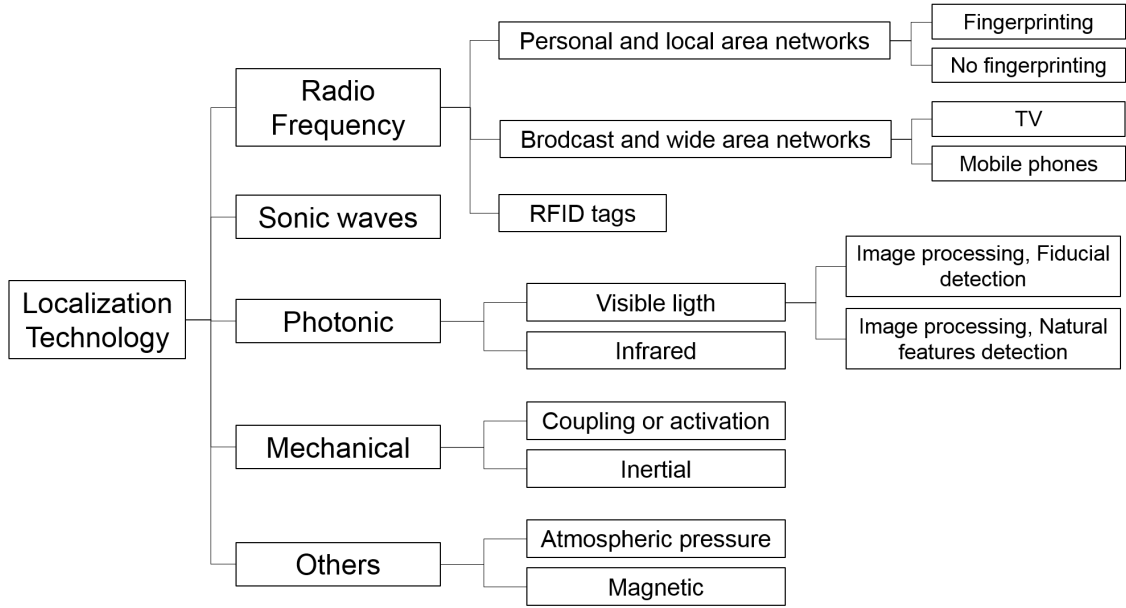 Localization
Technology
Radio
Frequency
Personal and local area networks
Fingerprinting
No fingerprinting
Brodcast and wide area networks
TV
Mobile phones
RFID tags
Sonic waves
Photonic
Visible ligth
Image processing, Fiducial
detection
Image processing, Natural
features detection
Infrared
Mechanical
Coupling or activation
Inertial
Others
Atmospheric pressure
Magnetic